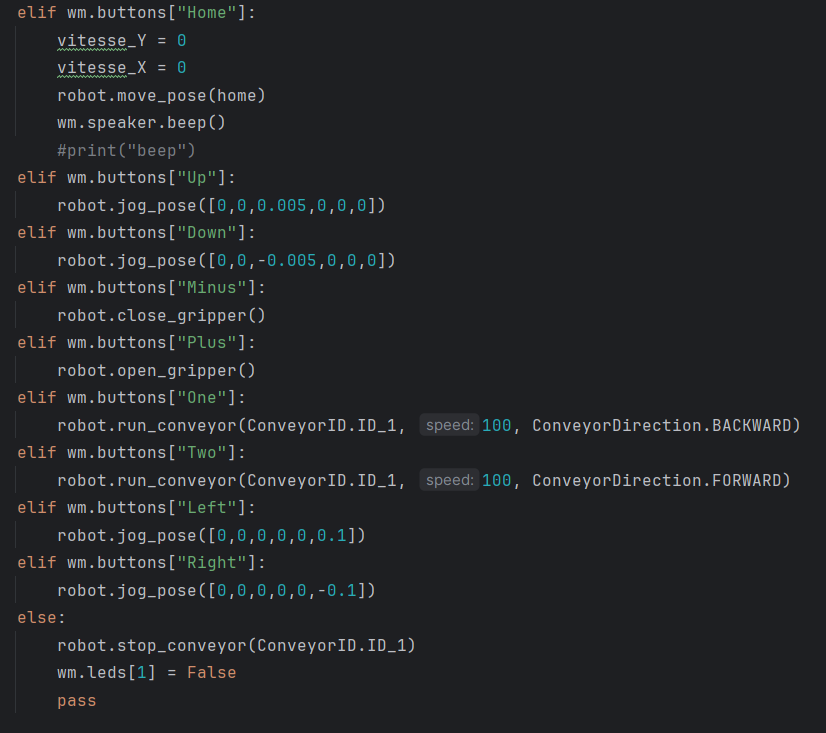 elif wm.buttons["Home"]:
    vitesse_Y = 0
    vitesse_X = 0
    robot.move_pose(home)
    wm.speaker.beep()
    #print("beep")
elif wm.buttons["Up"]:
    robot.jog_pose([0,0,0.005,0,0,0])
elif wm.buttons["Down"]:
    robot.jog_pose([0,0,-0.005,0,0,0])
elif wm.buttons["Minus"]:
    robot.close_gripper()
elif wm.buttons["Plus"]:
    robot.open_gripper()
elif wm.buttons["One"]:
    robot.run_conveyor(ConveyorID.ID_1, speed: 100, ConveyorDirection.BACKWARD)
elif wm.buttons["Two"]:
    robot.run_conveyor(ConveyorID.ID_1, speed: 100, ConveyorDirection.FORWARD)
elif wm.buttons["Left"]:
    robot.jog_pose([0,0,0,0,0,0.1])
elif wm.buttons["Right"]:
    robot.jog_pose([0,0,0,0,0,-0.1])
else:
    robot.stop_conveyor(ConveyorID.ID_1)
    wm.leds[1] = False
    pass